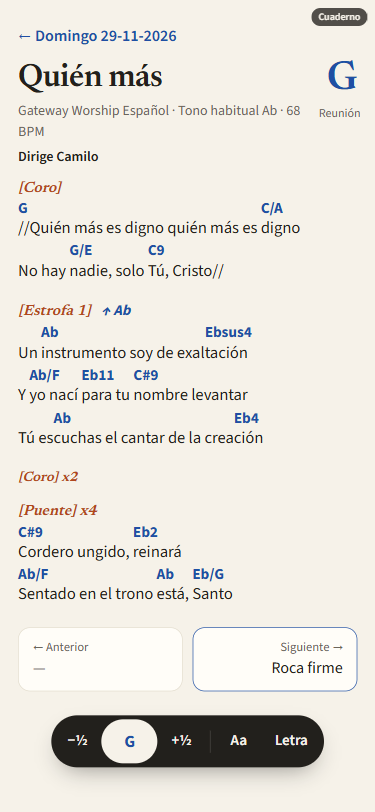 Cuaderno
← Domingo 29-11-2026
Quién más
G
Gateway Worship Español · Tono habitual Ab · 68
BPM
Reunión
Dirige Camilo
[Coro]
G C/A
//Quién más es digno quién más es digno
G/E C9
No hay nadie, solo Tú, Cristo//
[Estrofa 1] ↑ Ab
Ab Ebsus4
Un instrumento soy de exaltación
Ab/F Eb11 C#9
Y yo nací para tu nombre levantar
Ab Eb4
Tú escuchas el cantar de la creación
[Coro] x2
[Puente] x4
C#9 Eb2
Cordero ungido, reinará
Ab/F Ab Eb/G
Sentado en el trono está, Santo
← Anterior
—
Siguiente →
Roca firme
−½ G +½ Aa Letra